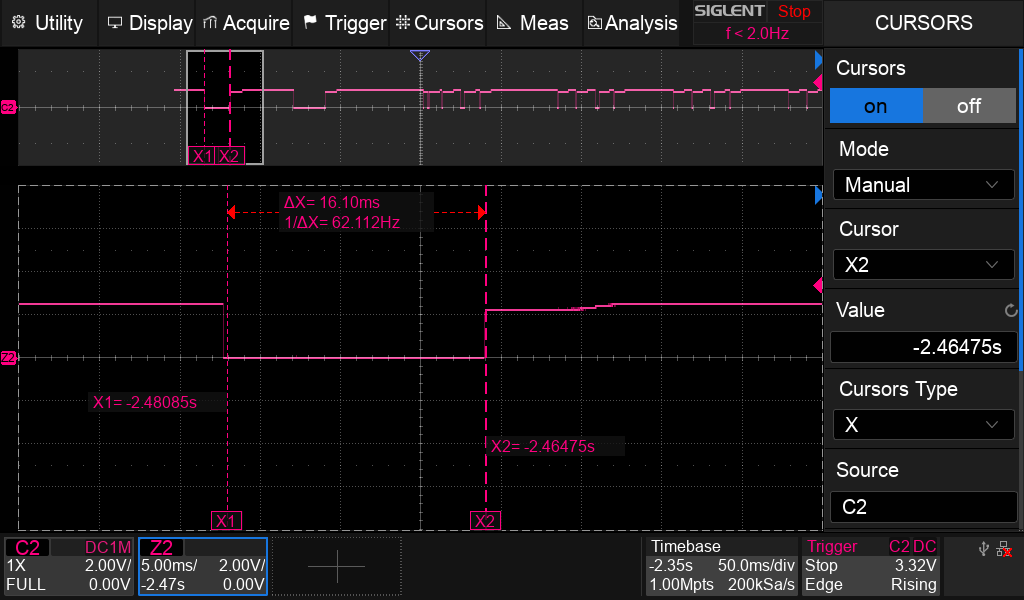 Utility
Display
Acquire
Trigger
Cursors
Meas
Analysis
SIGLENT Stop
f < 2.0Hz
CURSORS
Cursors
on off
Mode
Manual
Cursor
X2
Value
-2.46475s
Cursors Type
X
Source
C2
C2
X1 X2
ΔX= 16.10ms
1/ΔX= 62.112Hz
Z2
X1= -2.48085s
X2= -2.46475s
X1
X2
C2 DC1M
1X 2.00V/
FULL 0.00V
Z2
5.00ms/ 2.00V/
-2.47s 0.00V
Timebase
-2.35s 50.0ms/div
1.00Mpts 200kSa/s
Trigger C2 DC
Stop 3.32V
Edge Rising